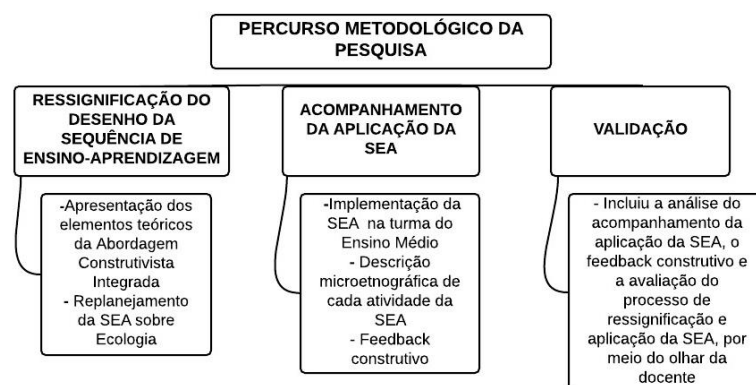 PERCURSO METODOLÓGICO DA
PESQUISA
RESSIGNIFICAÇÃO DO
DESENHO DA
SEQUÊNCIA DE
ENSINO-APRENDIZAGEM
ACOMPANHAMENTO
DA APLICAÇÃO DA
SEA
VALIDAÇÃO
-Apresentação dos
elementos teóricos
da Abordagem
Construtivista
Integrada
- Replanejamento
da SEA sobre
Ecologia
-Implementação da
SEA na turma do
Ensino Médio
- Descrição
microetnográfica de
cada atividade da
SEA
- Feedback
construtivo
- Incluiu a análise do
acompanhamento da
aplicação da SEA, o
feedback construtivo e
a avaliação do
processo de
ressignificação e
aplicação da SEA, por
meio do olhar da
docente